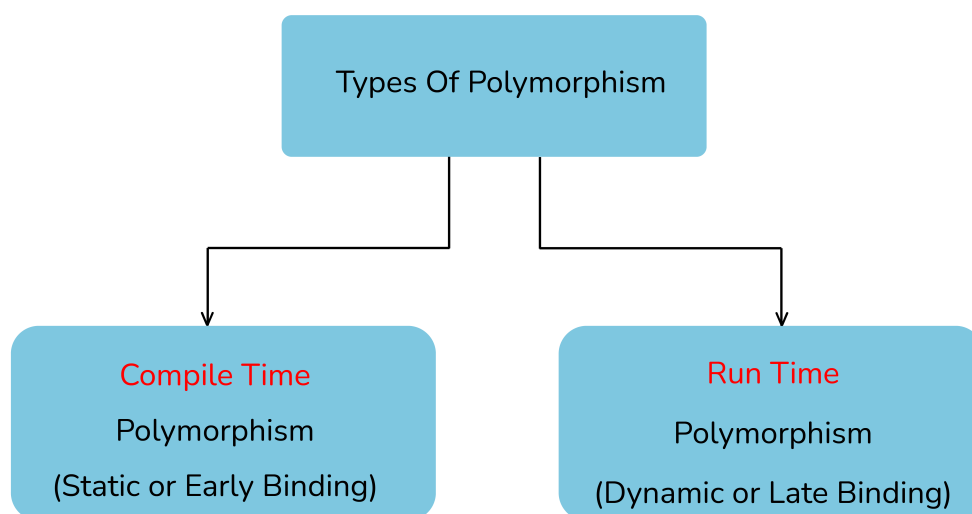 Types Of Polymorphism
Compile Time
Polymorphism
(Static or Early Binding)
Run Time
Polymorphism
(Dynamic or Late Binding)